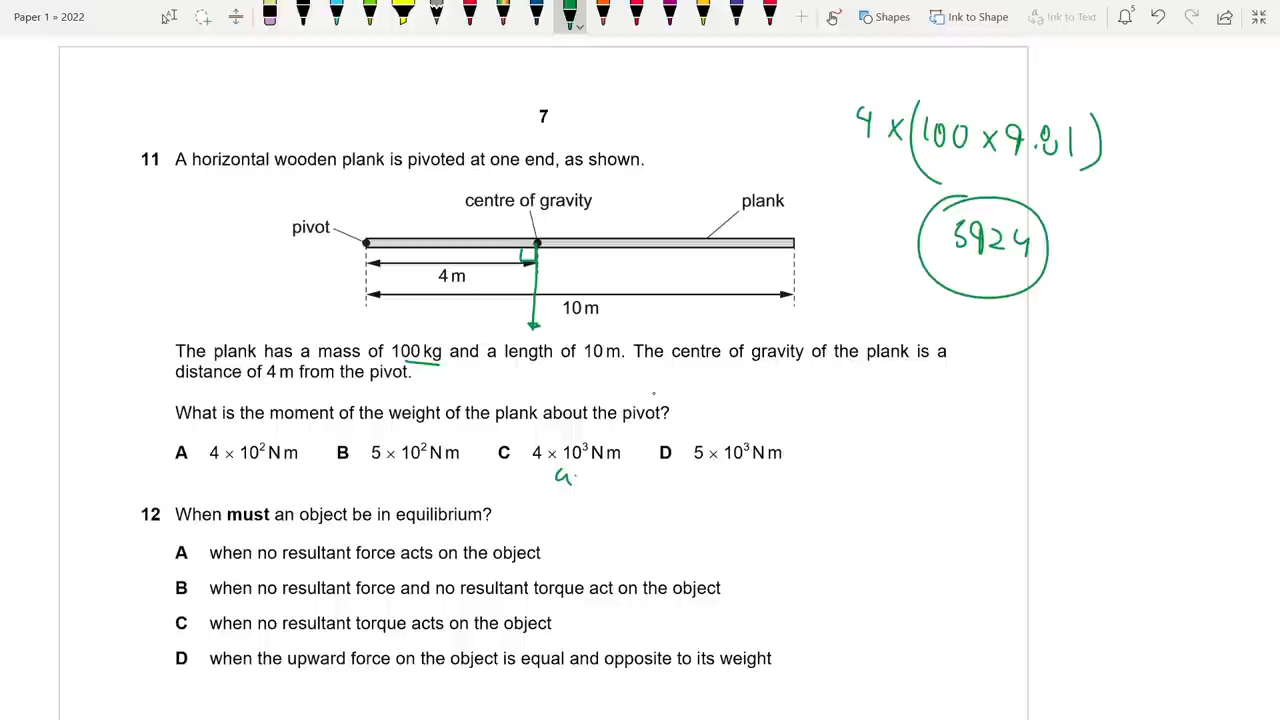 Paper 1 » 2022
Shapes
Ink to Shape
Ink to Text
5
7
4 × (100 × 9.81)
3924
11 A horizontal wooden plank is pivoted at one end, as shown.
centre of gravity
plank
pivot
4 m
10 m
The plank has a mass of 100 kg and a length of 10 m. The centre of gravity of the plank is a
distance of 4 m from the pivot.
What is the moment of the weight of the plank about the pivot?
A 4 × 10² N m B 5 × 10² N m C 4 × 10³ N m D 5 × 10³ N m
12 When must an object be in equilibrium?
A when no resultant force acts on the object
B when no resultant force and no resultant torque act on the object
C when no resultant torque acts on the object
D when the upward force on the object is equal and opposite to its weight